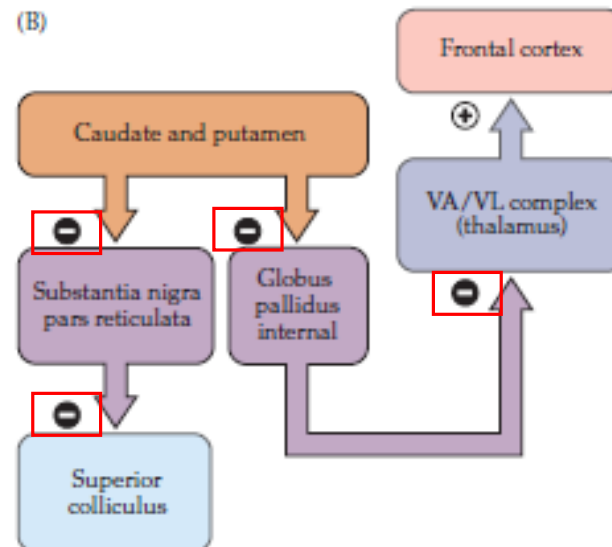 (B)
Frontal cortex
+
Caudate and putamen
VA/VL complex
(thalamus)
−
−
Substantia nigra
pars reticulata
Globus
pallidus
internal
−
−
Superior
colliculus